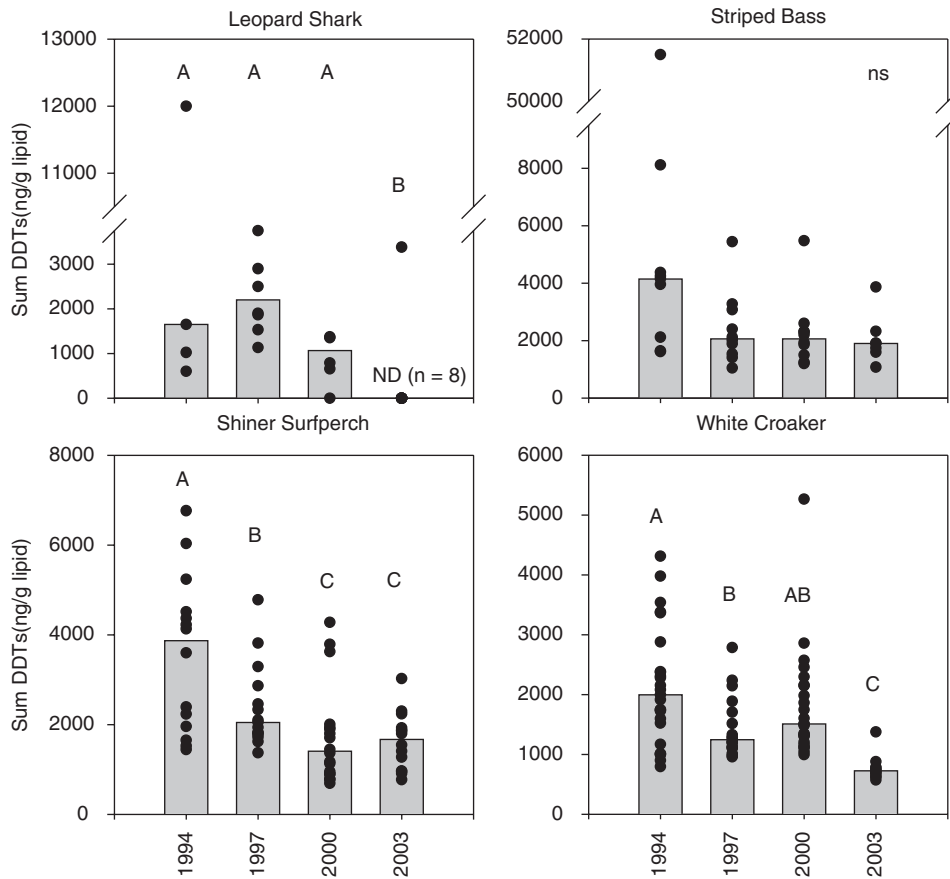 Leopard Shark
Sum DDTs(ng/g lipid)
13000
12000
11000
3000
2000
1000
0
A A A
B
ND (n = 8)
Striped Bass
52000
50000
8000
6000
4000
2000
0
ns
Shiner Surfperch
Sum DDTs(ng/g lipid)
8000
6000
4000
2000
0
A
B
C C
1994 1997 2000 2003
White Croaker
6000
5000
4000
3000
2000
1000
0
A
B AB
C
1994 1997 2000 2003